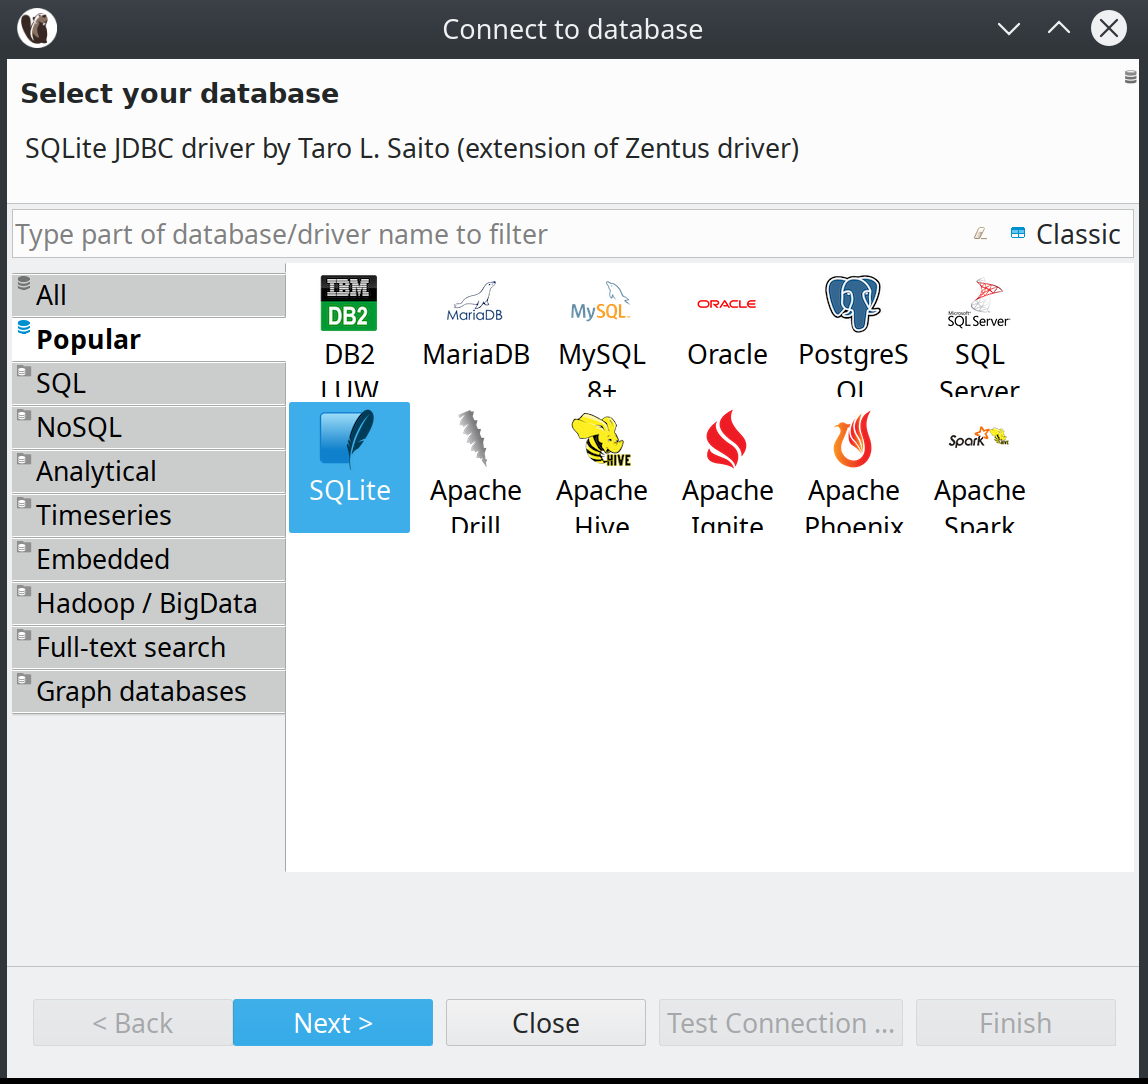 Connect to database
Select your database
SQLite JDBC driver by Taro L. Saito (extension of Zentus driver)
Type part of database/driver name to filter
Classic
All
Popular
SQL
NoSQL
Analytical
Timeseries
Embedded
Hadoop / BigData
Full-text search
Graph databases
IBM
DB2
MariaDB
MySQL
ORACLE
Microsoft
SQL Server
DB2
LUW
MariaDB
MySQL
8+
Oracle
PostgreS
QL
SQL
Server
HIVE
Spark
HIVE
SQLite
Apache
Drill
Apache
Hive
Apache
Ignite
Apache
Phoenix
Apache
Spark
< Back
Next >
Close
Test Connection ...
Finish